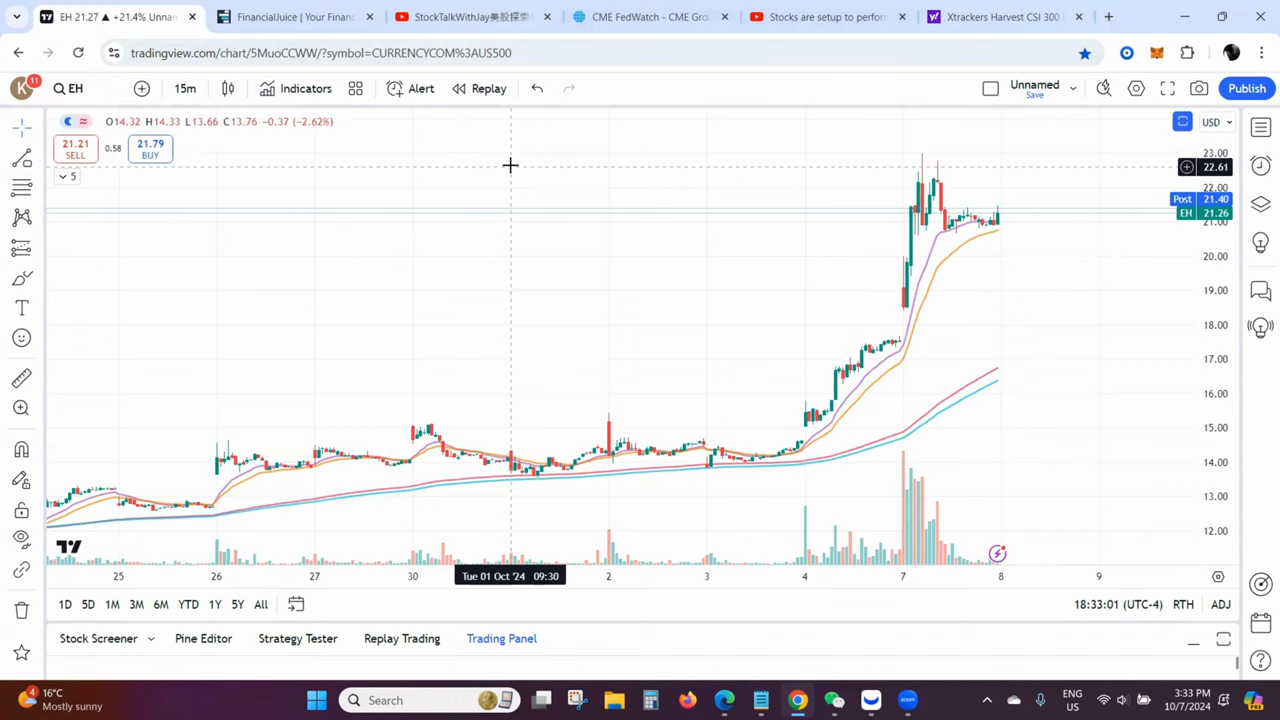 EH 21.27 ▲ +21.4% Unnar
FinancialJuice | Your Finan
StockTalkWithJay美股探索
CME FedWatch - CME Gro
Stocks are setup to perfor
Xtrackers Harvest CSI 300
tradingview.com/chart/5MuoCCWW/?symbol=CURRENCYCOM%3AUS500
K 11 EH 15m Indicators Alert Replay Unnamed Save Publish
O14.32 H14.33 L13.66 C13.76 -0.37 (-2.62%)
USD
21.21 SELL 0.58 21.79 BUY
5
23.00
22.61
22.00
Post 21.40
EH 21.26
21.00
20.00
19.00
18.00
17.00
16.00
15.00
14.00
13.00
12.00
25 26 27 30 Tue 01 Oct '24 09:30 2 3 4 7 8 9
1D 5D 1M 3M 6M YTD 1Y 5Y All 18:33:01 (UTC-4) RTH ADJ
Stock Screener Pine Editor Strategy Tester Replay Trading Trading Panel
4 16°C
Mostly sunny
Search
ENG
US
3:33 PM
10/7/2024